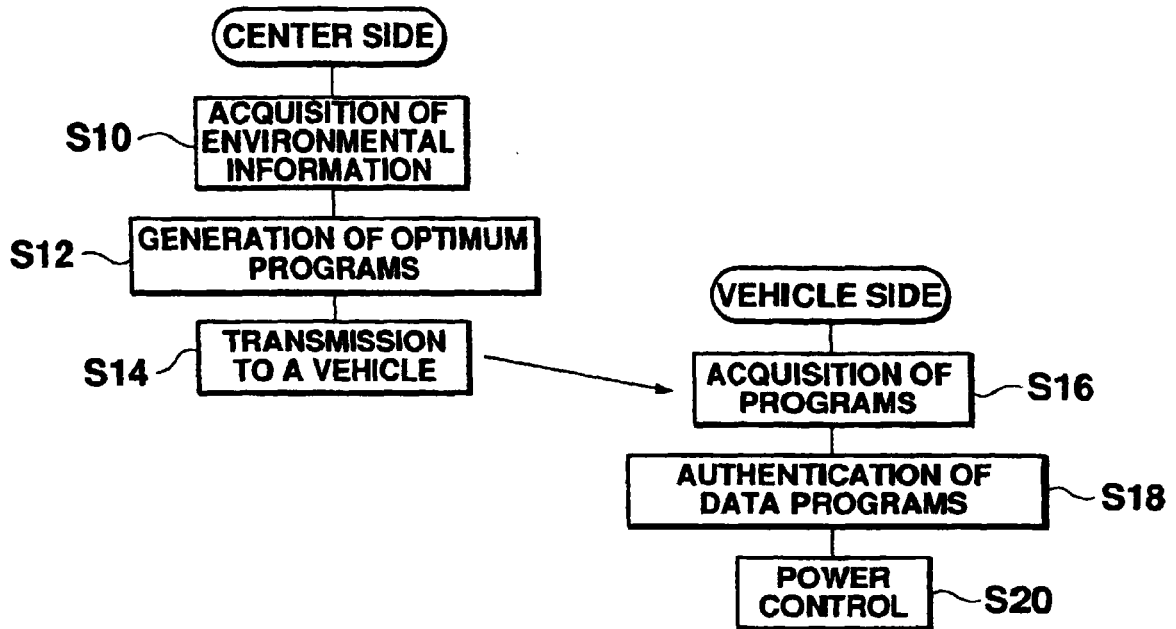 CENTER SIDE
S10
ACQUISITION OF
ENVIRONMENTAL
INFORMATION
S12
GENERATION OF OPTIMUM
PROGRAMS
S14
TRANSMISSION
TO A VEHICLE
VEHICLE SIDE
ACQUISITION OF
PROGRAMS
S16
AUTHENTICATION OF
DATA PROGRAMS
S18
POWER
CONTROL
S20